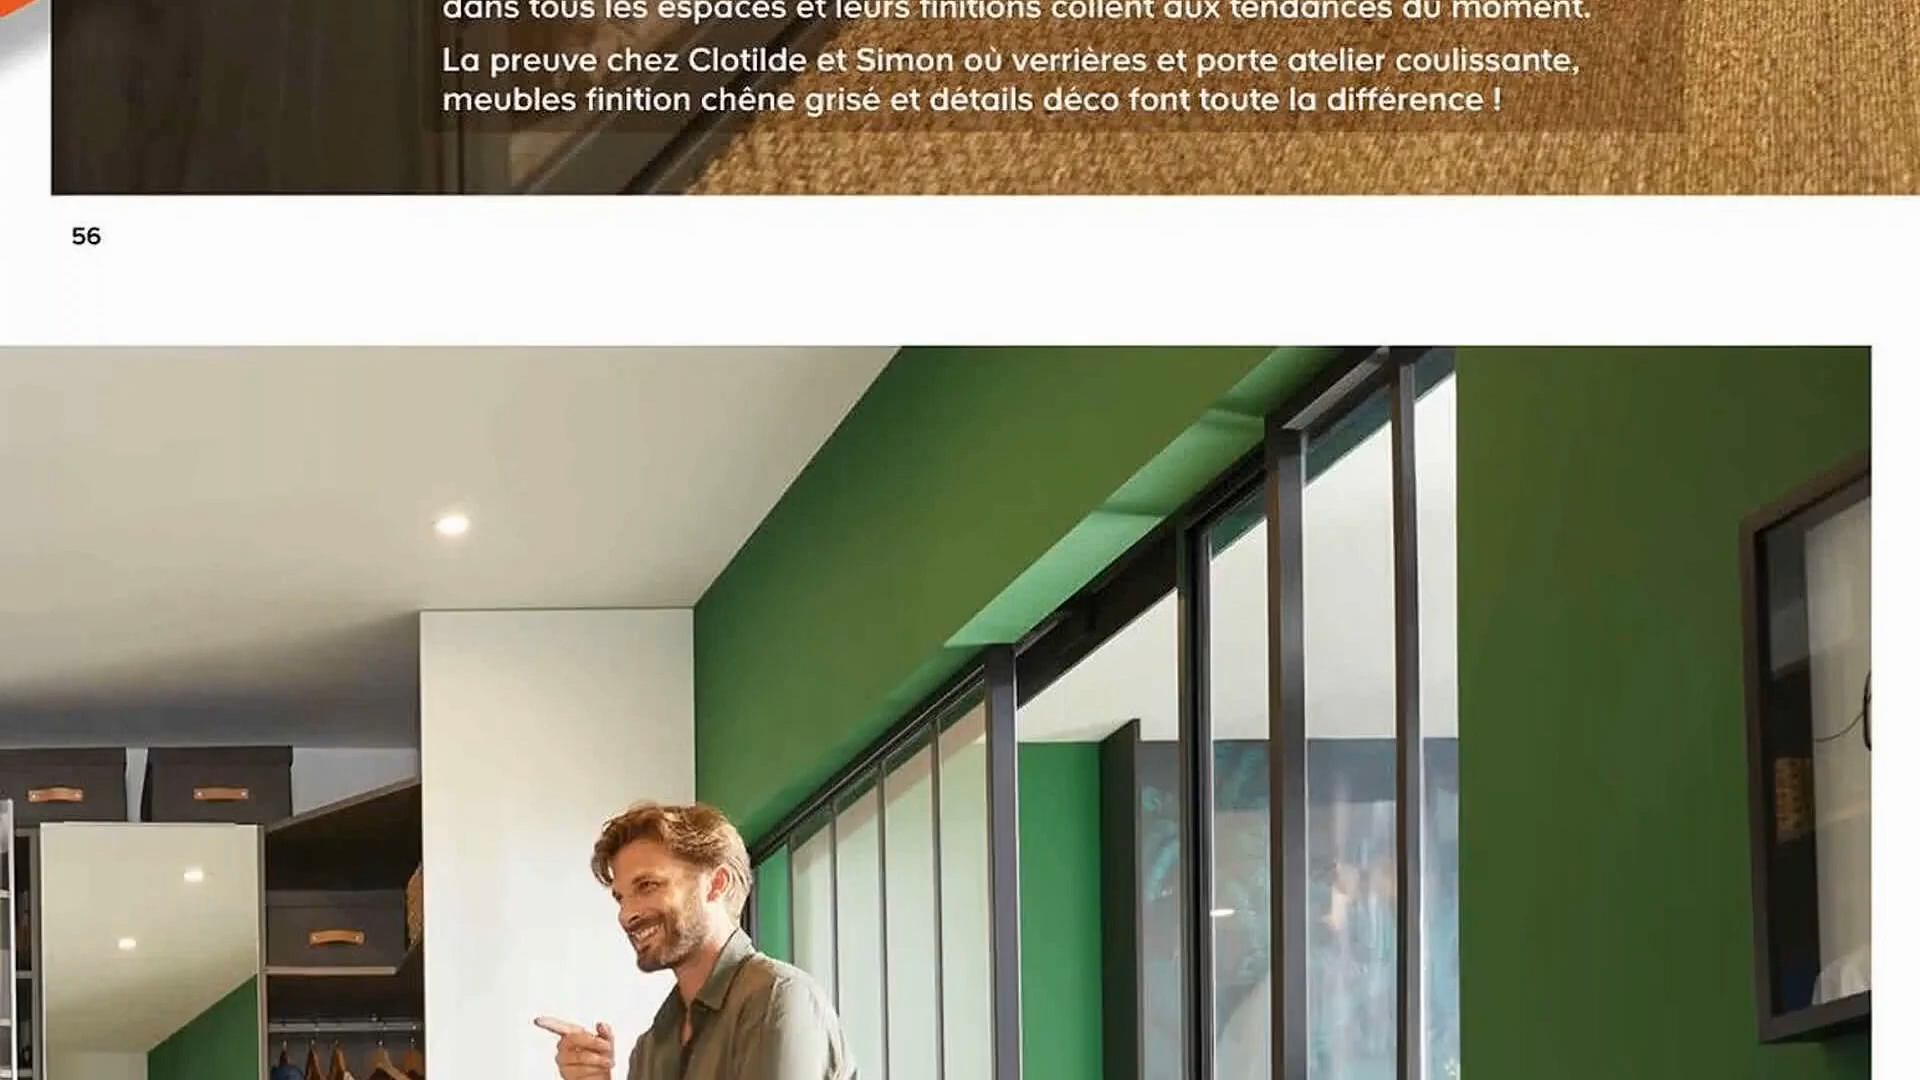 dans tous les espaces et leurs finitions collent aux tendances du moment.
La preuve chez Clotilde et Simon où verrières et porte atelier coulissante,
meubles finition chêne grisé et détails déco font toute la différence !
56